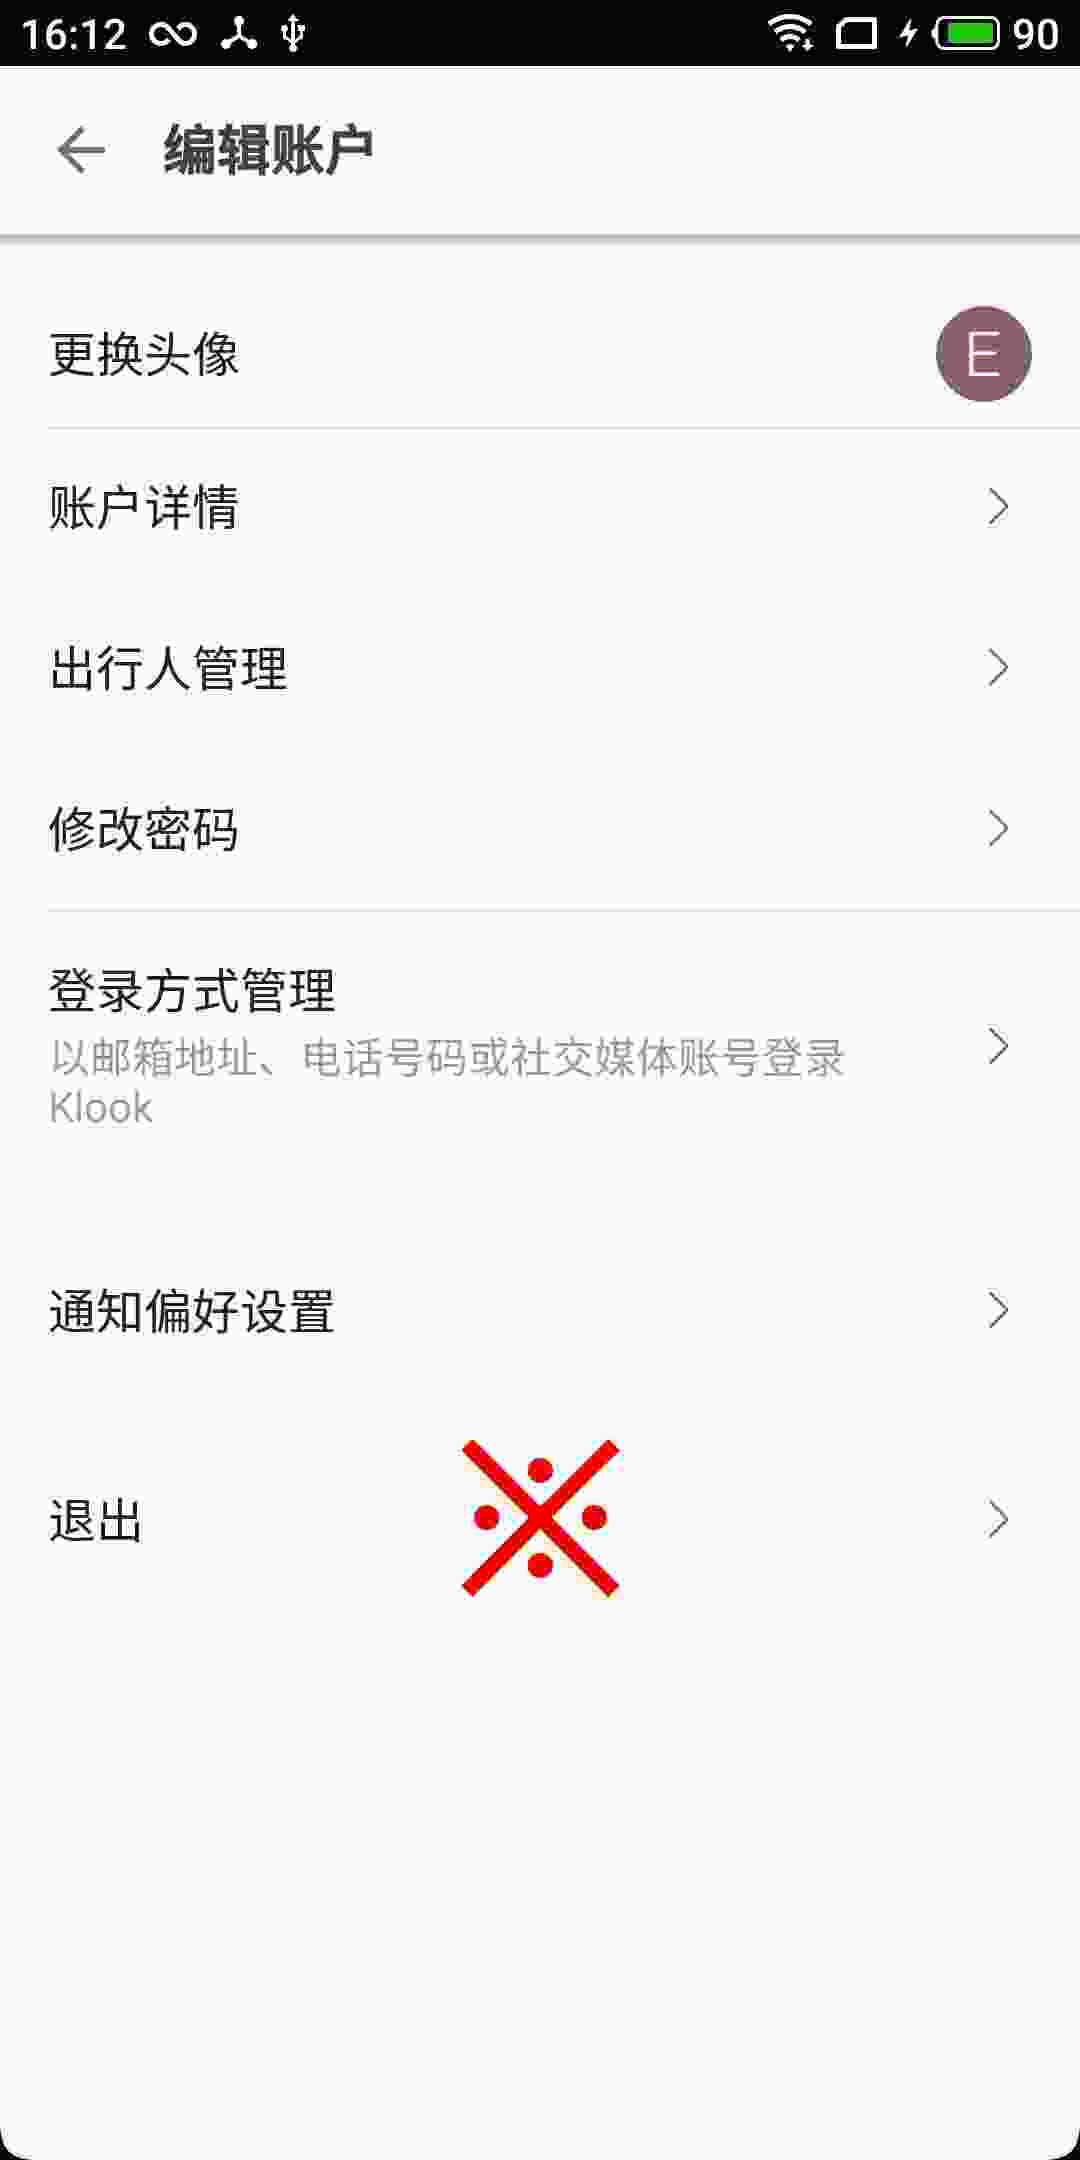 16:12
90
编辑账户
更换头像
E
账户详情
出行人管理
修改密码
登录方式管理
以邮箱地址、电话号码或社交媒体账号登录
Klook
通知偏好设置
退出
※